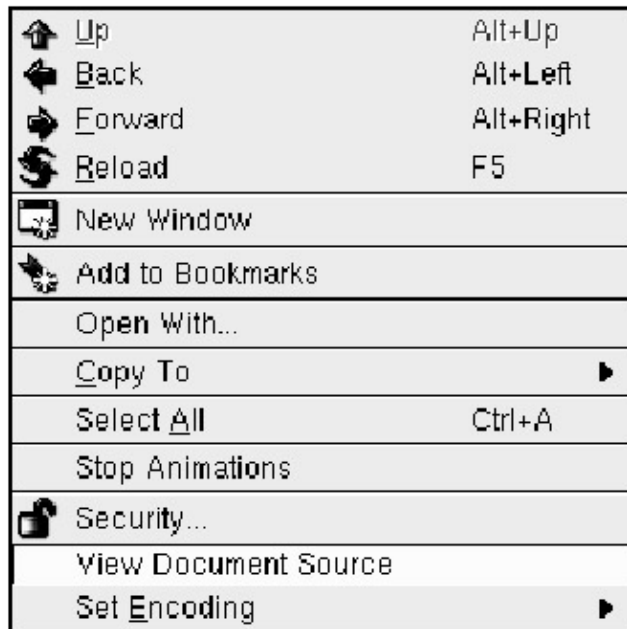 Up Alt+Up
Back Alt+Left
Forward Alt+Right
Reload F5
New Window
Add to Bookmarks
Open With...
Copy To
Select All Ctrl+A
Stop Animations
Security...
View Document Source
Set Encoding